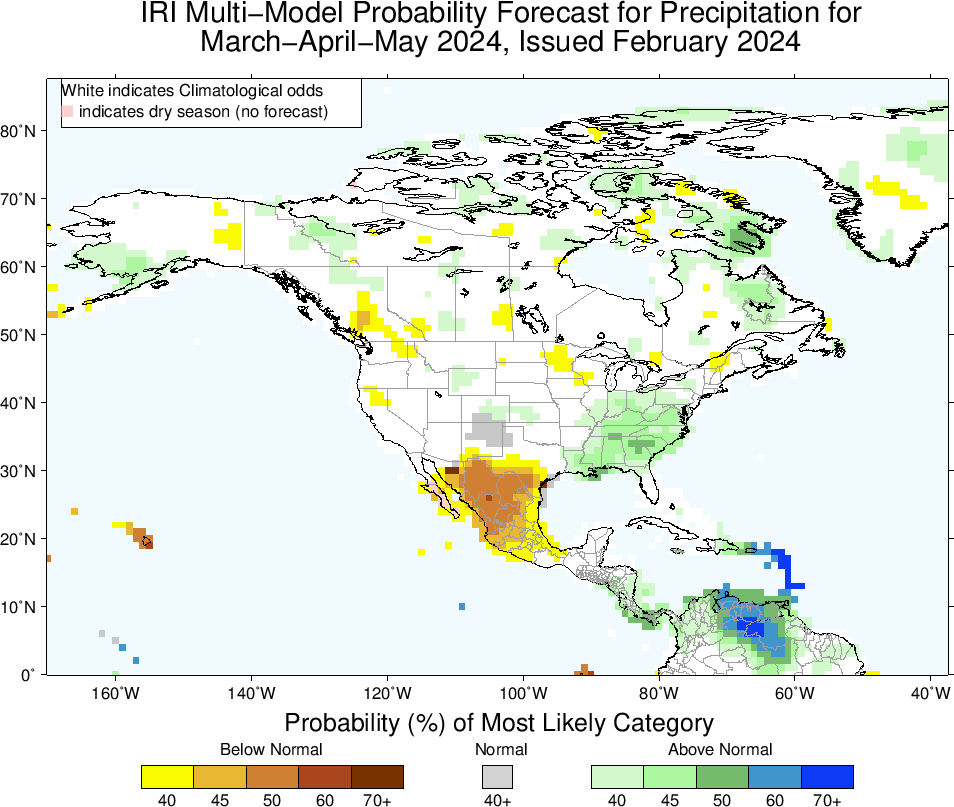 IRI Multi−Model Probability Forecast for Precipitation for
March−April−May 2024, Issued February 2024
White indicates Climatological odds
indicates dry season (no forecast)
80˚N
70˚N
60˚N
50˚N
40˚N
30˚N
20˚N
10˚N
0˚
160˚W 140˚W 120˚W 100˚W 80˚W 60˚W 40˚W
Probability (%) of Most Likely Category
Below Normal Normal Above Normal
40 45 50 60 70+ 40+ 40 45 50 60 70+